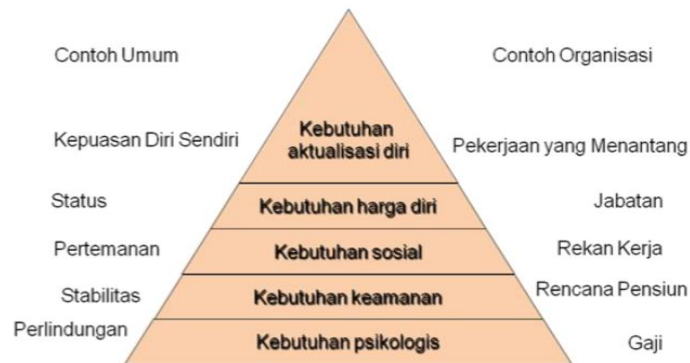 Contoh Umum
Contoh Organisasi
Kepuasan Diri Sendiri
Kebutuhan
aktualisasi diri
Pekerjaan yang Menantang
Status
Kebutuhan harga diri
Jabatan
Pertemanan
Kebutuhan sosial
Rekan Kerja
Stabilitas
Kebutuhan keamanan
Rencana Pensiun
Perlindungan
Kebutuhan psikologis
Gaji